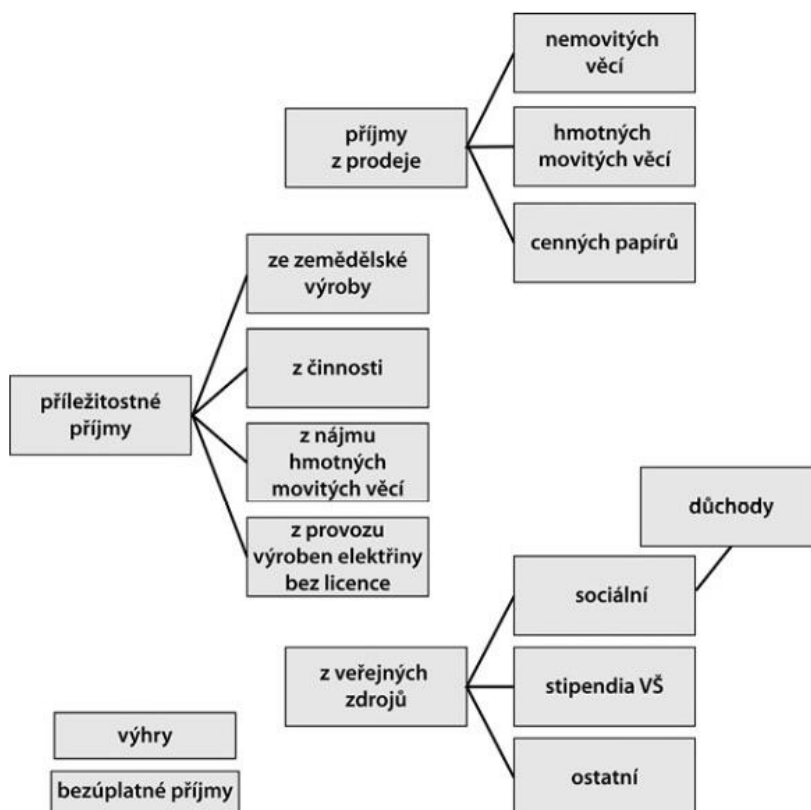 nemovitých
věcí
příjmy
z prodeje
hmotných
movitých věcí
cenných papírů
ze zemědělské
výroby
z činnosti
příležitostné
příjmy
z nájmu
hmotných
movitých věcí
z provozu
výroben elektřiny
bez licence
důchody
sociální
z veřejných
zdrojů
stipendia VŠ
ostatní
výhry
bezúplatné příjmy